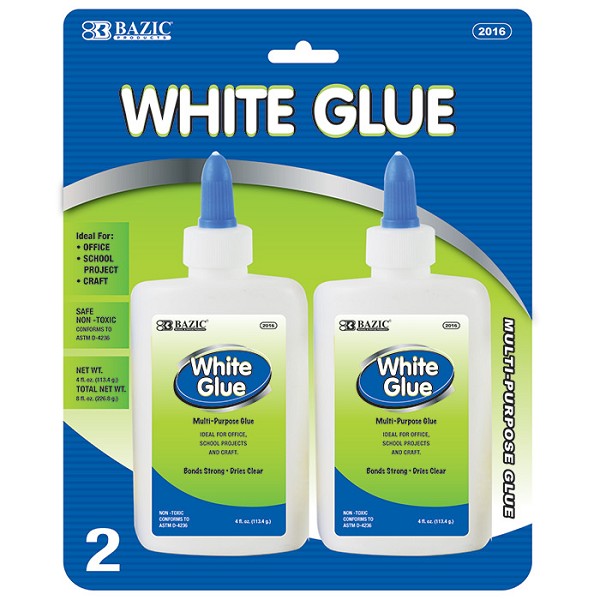 BAZIC
PRODUCTS
2016
WHITE GLUE
Ideal For:
• OFFICE
• SCHOOL
PROJECT
• CRAFT
SAFE
NON-TOXIC
CONFORMS TO
ASTM D-4236
NET WT.
4 fl. oz. (113.4 g.)
TOTAL NET WT.
8 fl. oz. (226.8 g.)
BAZIC
2016
White
Glue
Multi-Purpose Glue
IDEAL FOR OFFICE,
SCHOOL PROJECTS
AND CRAFT.
Bonds Strong • Dries Clear
NON-TOXIC
CONFORMS TO
ASTM D-4236
4 fl. oz. (113.4 g.)
BAZIC
2016
White
Glue
Multi-Purpose Glue
IDEAL FOR OFFICE,
SCHOOL PROJECTS
AND CRAFT.
Bonds Strong • Dries Clear
NON-TOXIC
CONFORMS TO
ASTM D-4236
4 fl. oz. (113.4 g.)
MULTI-PURPOSE GLUE
2